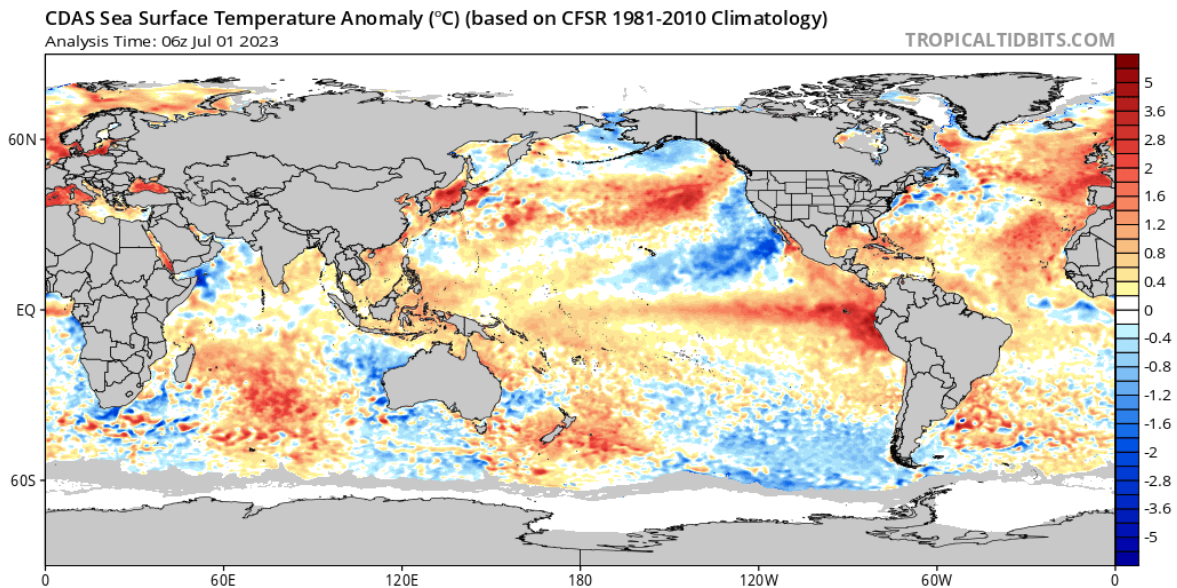 CDAS Sea Surface Temperature Anomaly (°C) (based on CFSR 1981-2010 Climatology)
Analysis Time: 06z Jul 01 2023
TROPICALTIDBITS.COM
60N
EQ
60S
0
60E
120E
180
120W
60W
0
5
3.6
2.8
2
1.6
1.2
0.8
0.4
0
-0.4
-0.8
-1.2
-1.6
-2
-2.8
-3.6
-5